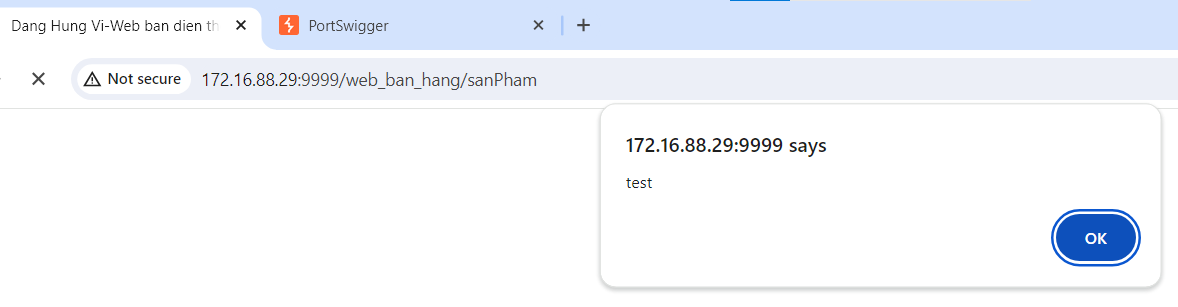 Dang Hung Vi-Web ban dien th
PortSwigger
Not secure
172.16.88.29:9999/web_ban_hang/sanPham
172.16.88.29:9999 says
test
OK